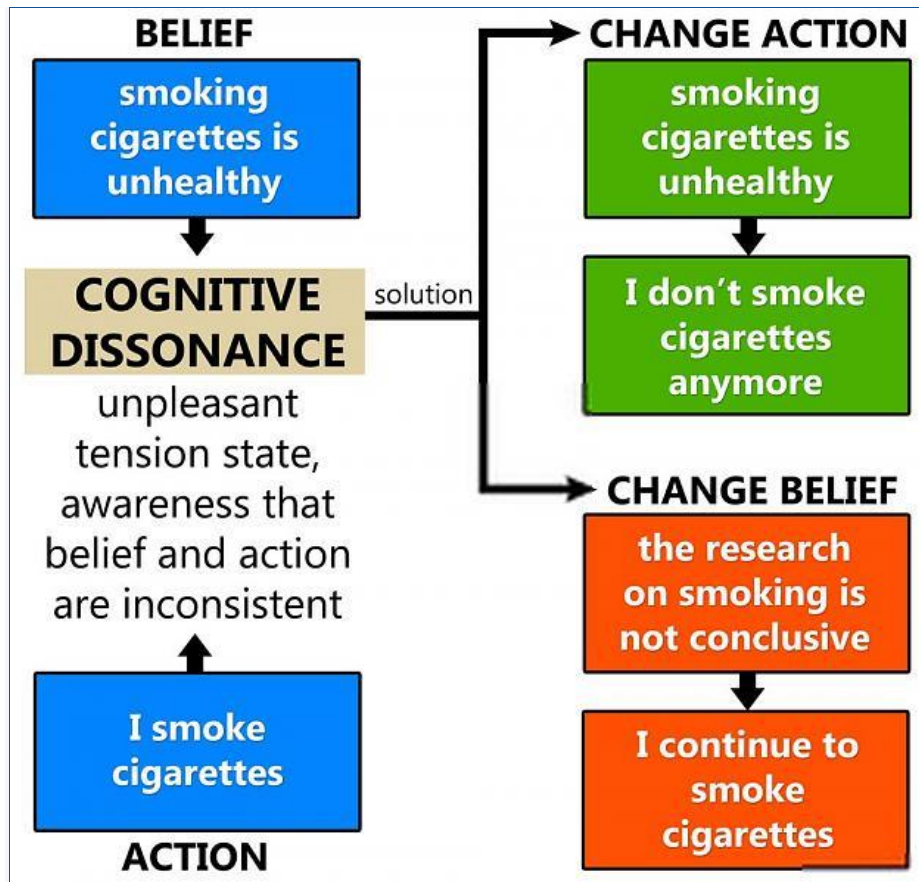 BELIEF
smoking
cigarettes is
unhealthy
COGNITIVE
DISSONANCE
unpleasant
tension state,
awareness that
belief and action
are inconsistent
I smoke
cigarettes
ACTION
solution
CHANGE ACTION
smoking
cigarettes is
unhealthy
I don’t smoke
cigarettes
anymore
CHANGE BELIEF
the research
on smoking is
not conclusive
I continue to
smoke
cigarettes